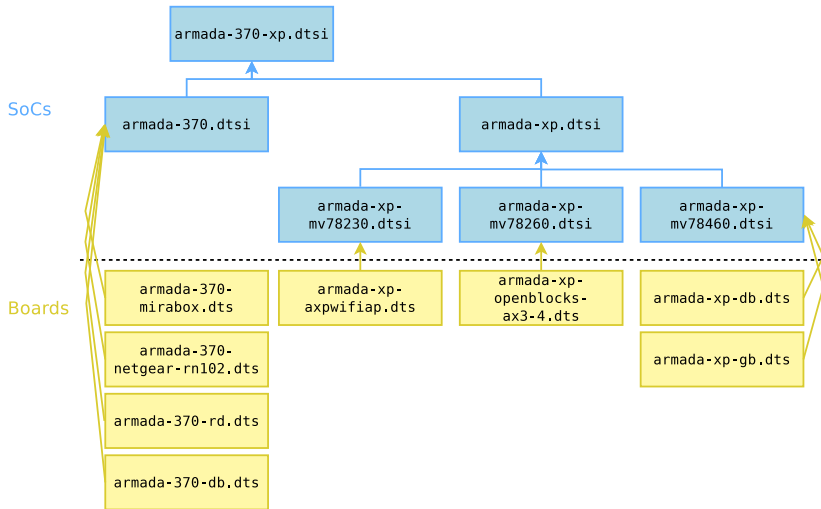 armada-370-xp.dtsi
SoCs
armada-370.dtsi
armada-xp.dtsi
armada-xp-
mv78230.dtsi
armada-xp-
mv78260.dtsi
armada-xp-
mv78460.dtsi
Boards
armada-370-
mirabox.dts
armada-xp-
axpwifiap.dts
armada-xp-
openblocks-
ax3-4.dts
armada-xp-db.dts
armada-370-
netgear-rn102.dts
armada-xp-gb.dts
armada-370-rd.dts
armada-370-db.dts